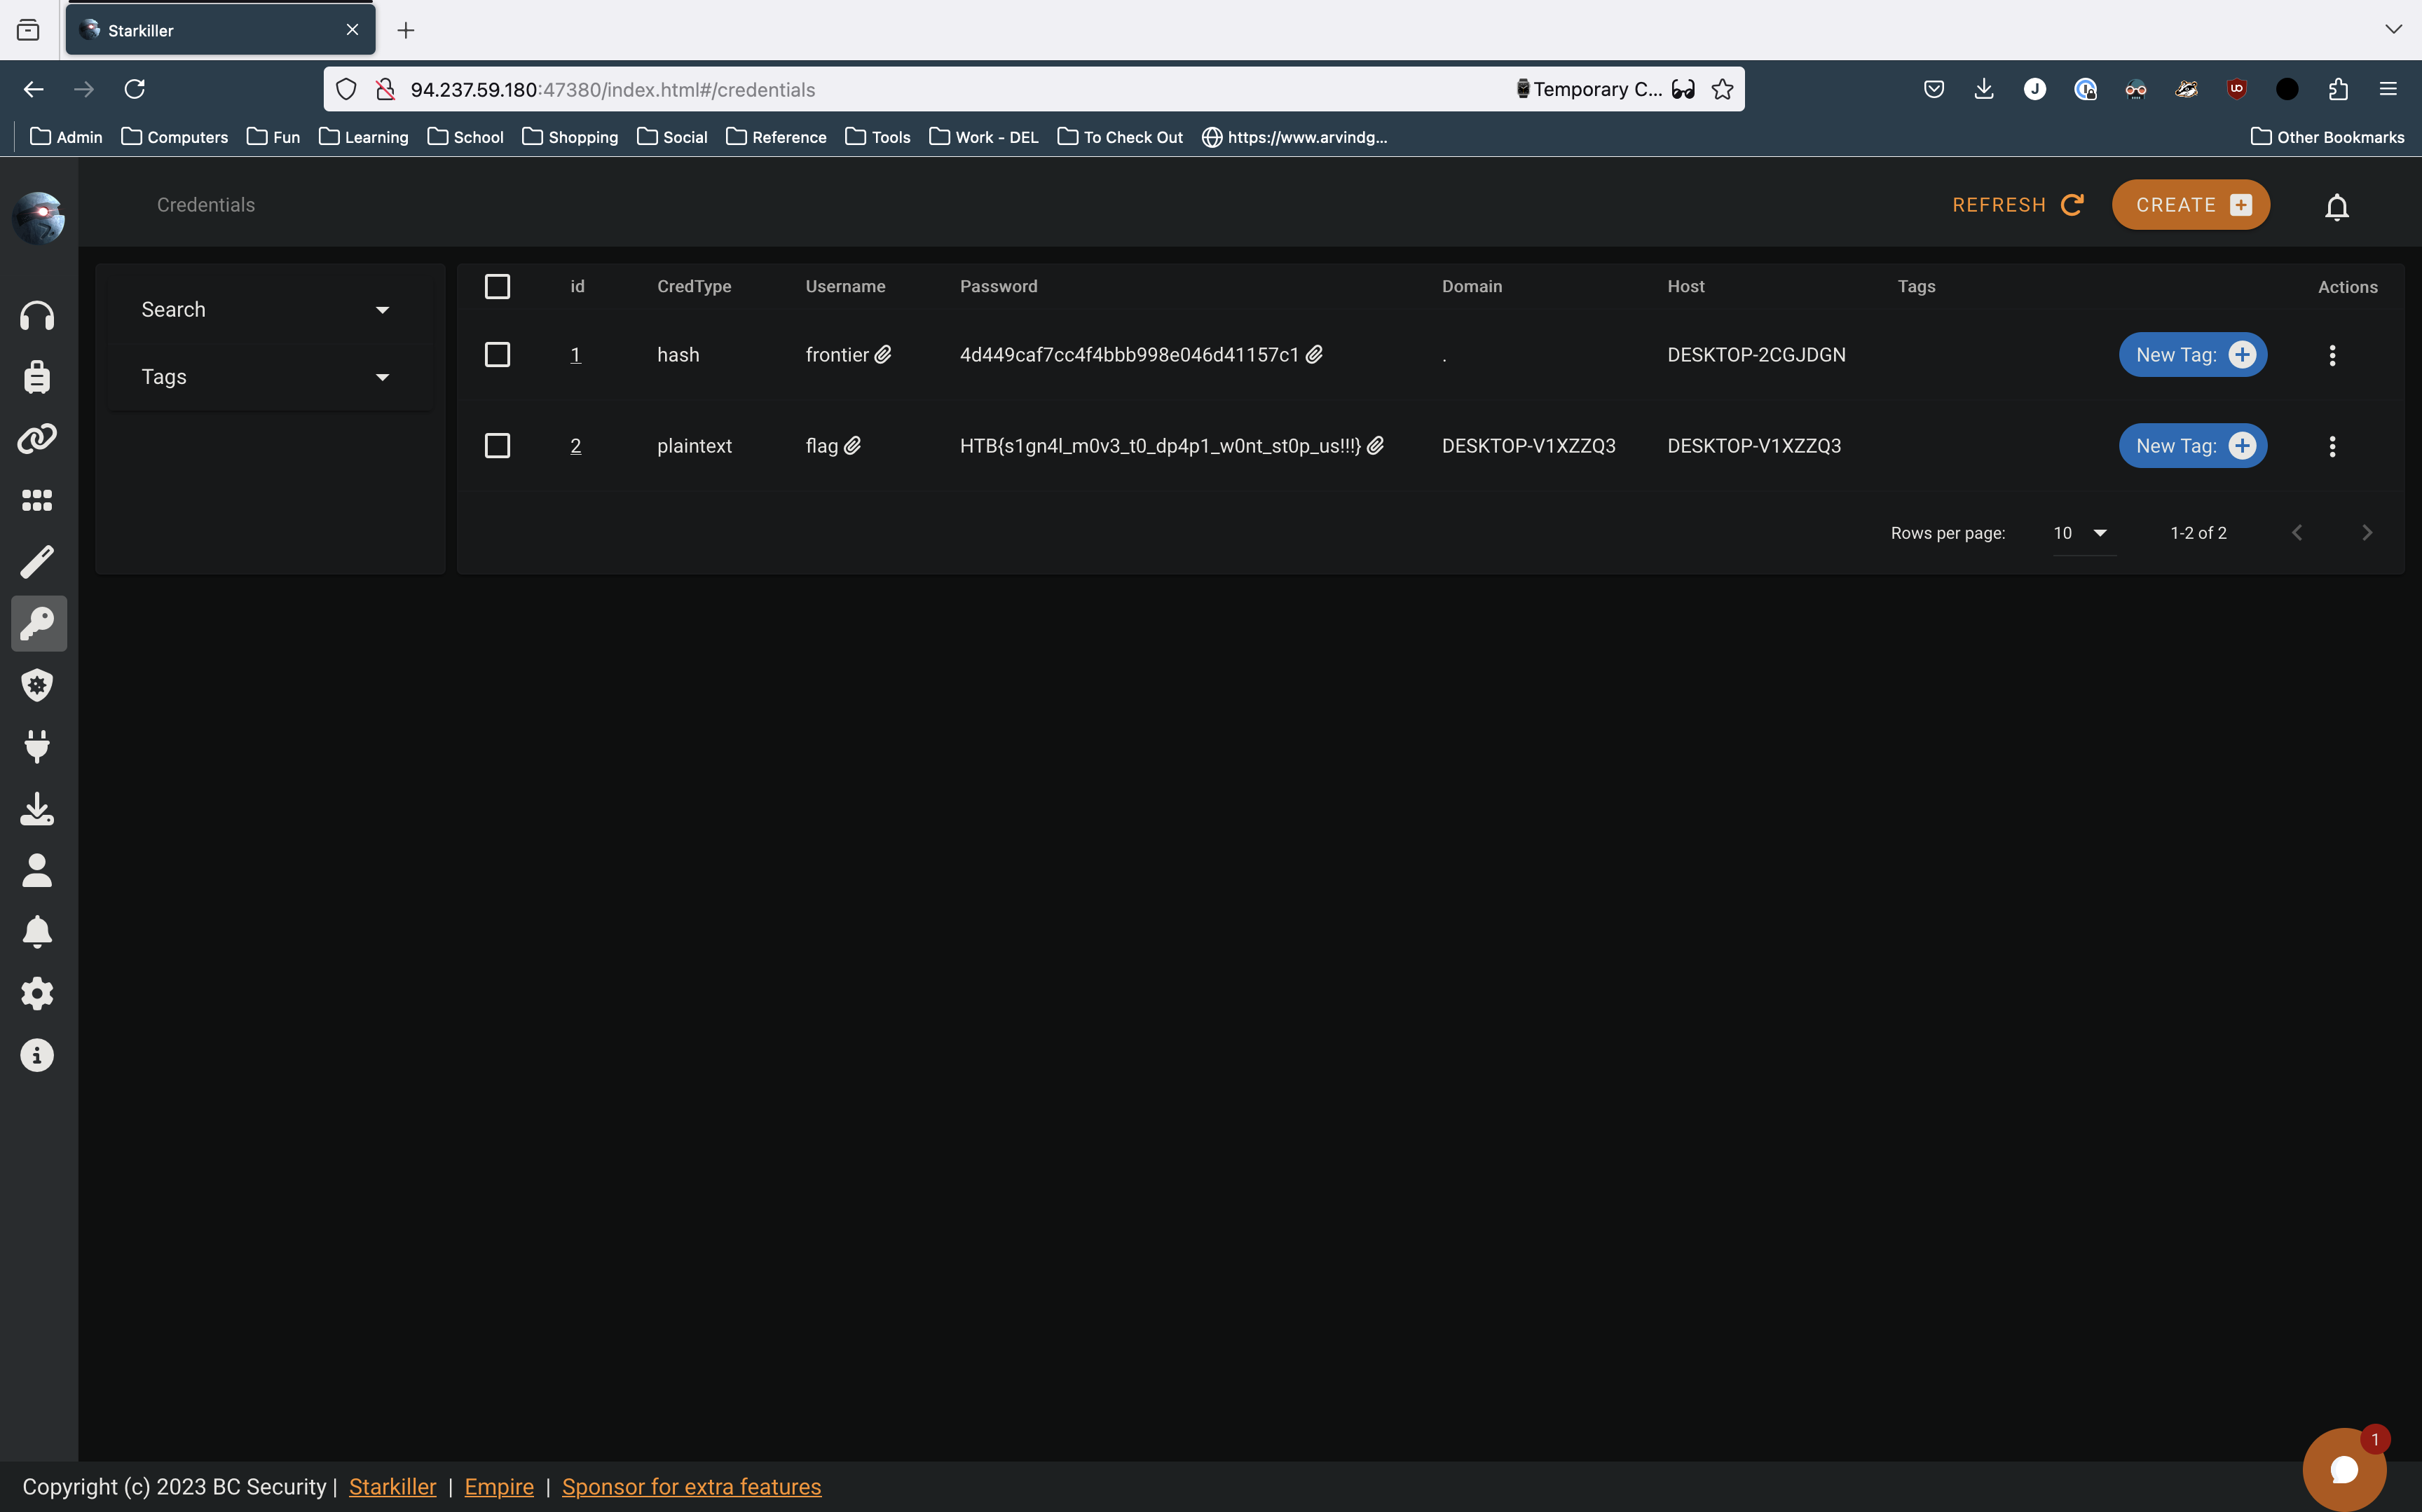 Starkiller
94.237.59.180:47380/index.html#/credentials
Temporary C...
J
UD
Admin
Computers
Fun
Learning
School
Shopping
Social
Reference
Tools
Work - DEL
To Check Out
https://www.arvindg...
Other Bookmarks
Credentials
REFRESH
CREATE
Search
Tags
id CredType Username Password Domain Host Tags Actions
1 hash frontier 4d449caf7cc4f4bbb998e046d41157c1 . DESKTOP-2CGJDGN New Tag:
2 plaintext flag HTB{s1gn4l_m0v3_t0_dp4p1_w0nt_st0p_us!!!} DESKTOP-V1XZZQ3 DESKTOP-V1XZZQ3 New Tag:
Rows per page: 10 1-2 of 2
1
Copyright (c) 2023 BC Security | Starkiller | Empire | Sponsor for extra features